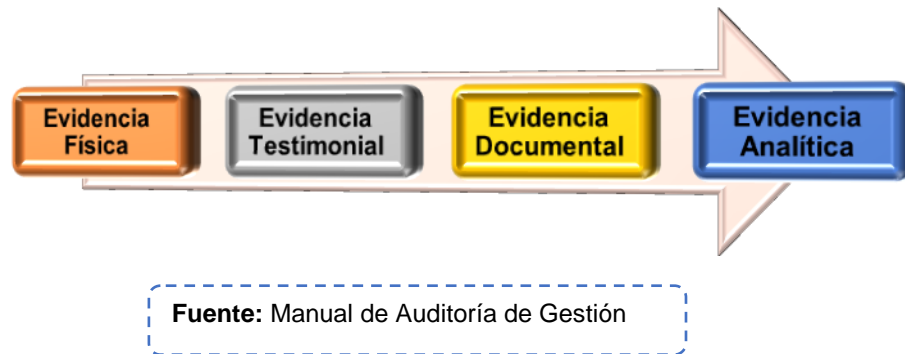 Evidencia
Física
Evidencia
Testimonial
Evidencia
Documental
Evidencia
Analítica
Fuente: Manual de Auditoría de Gestión